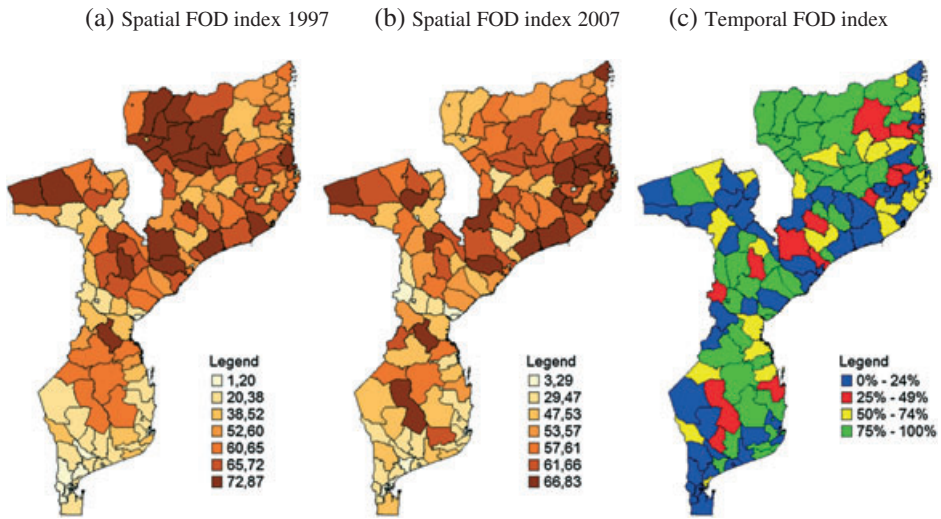 (a) Spatial FOD index 1997
(b) Spatial FOD index 2007
(c) Temporal FOD index
Legend
1,20
20,38
38,52
52,60
60,65
65,72
72,87
Legend
3,29
29,47
47,53
53,57
57,61
61,66
66,83
Legend
0% - 24%
25% - 49%
50% - 74%
75% - 100%